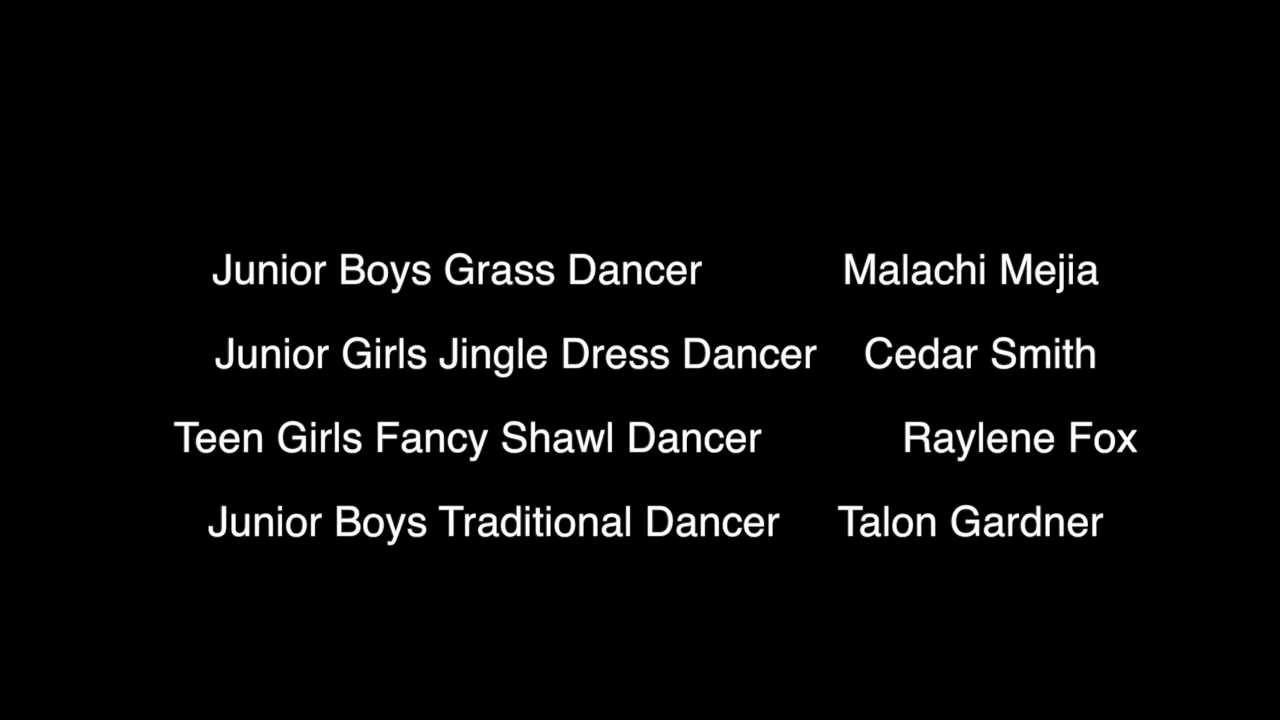 Junior Boys Grass Dancer Malachi Mejia
Junior Girls Jingle Dress Dancer Cedar Smith
Teen Girls Fancy Shawl Dancer Raylene Fox
Junior Boys Traditional Dancer Talon Gardner